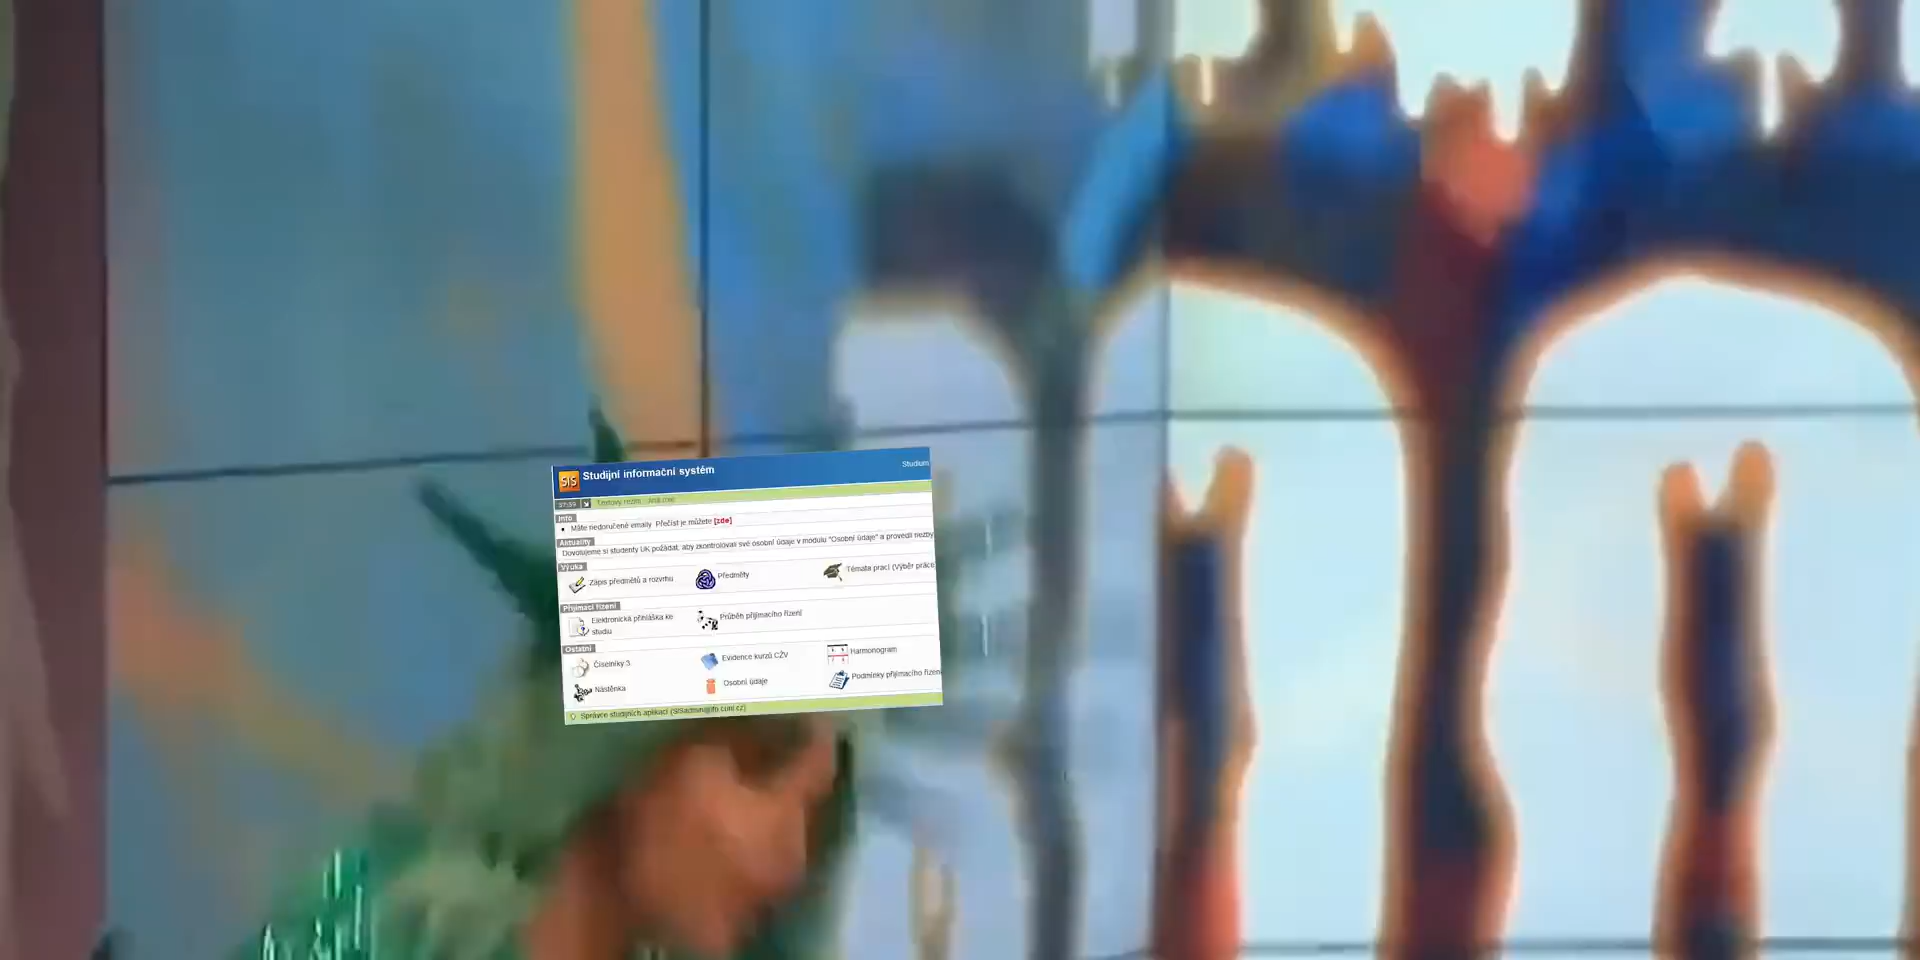 SIS Studijní informační systém
Studium
57:59
Info
Máte nedoručené emaily Přečíst je můžete [zde]
Aktuality
Dovolujeme si studenty UK požádat, aby zkontrolovali své osobní údaje v modulu "Osobní údaje" a provedli nezby
Výuka
Zápis předmětů a rozvrhu
Předměty
Témata prací (Výběr práce
Přijímací řízení
Elektronická přihláška ke
studiu
Průběh přijímacího řízení
Ostatní
Číselníky 3
Evidence kurzů CŽV
Harmonogram
Nástěnka
Osobní údaje
Podmínky přijímacího řízen
Správce studijních aplikací